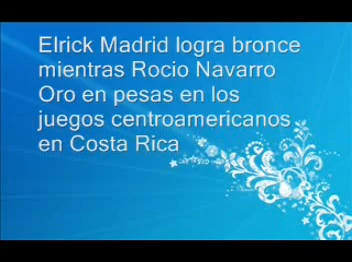 Elrick Madrid logra bronce
mientras Rocio Navarro
Oro en pesas en los
juegos centroamericanos
en Costa Rica